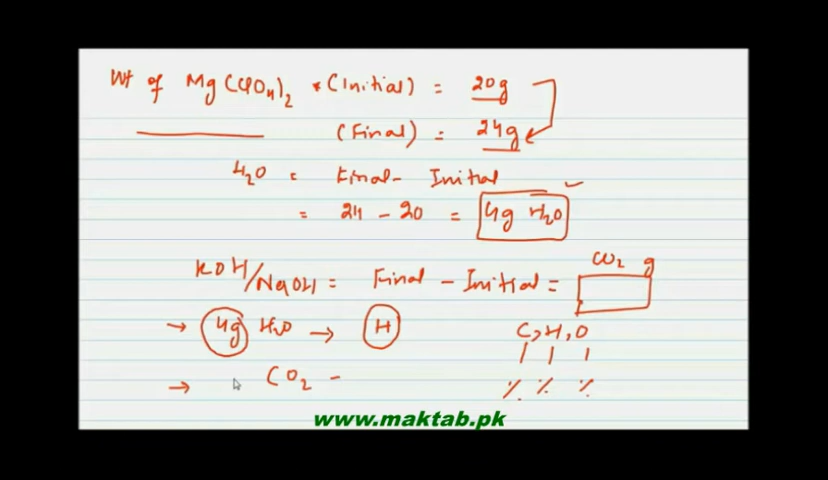 Wt of Mg(ClO4)2 (Initial) = 20g
(Final) = 24g
H2O = Final - Initial
= 24 - 20 = 4g H2O
CO2 g
KOH/NaOH = Final - Initial =
→ 4g H2O → H
C, H, O
→ CO2 -
% % %
www.maktab.pk